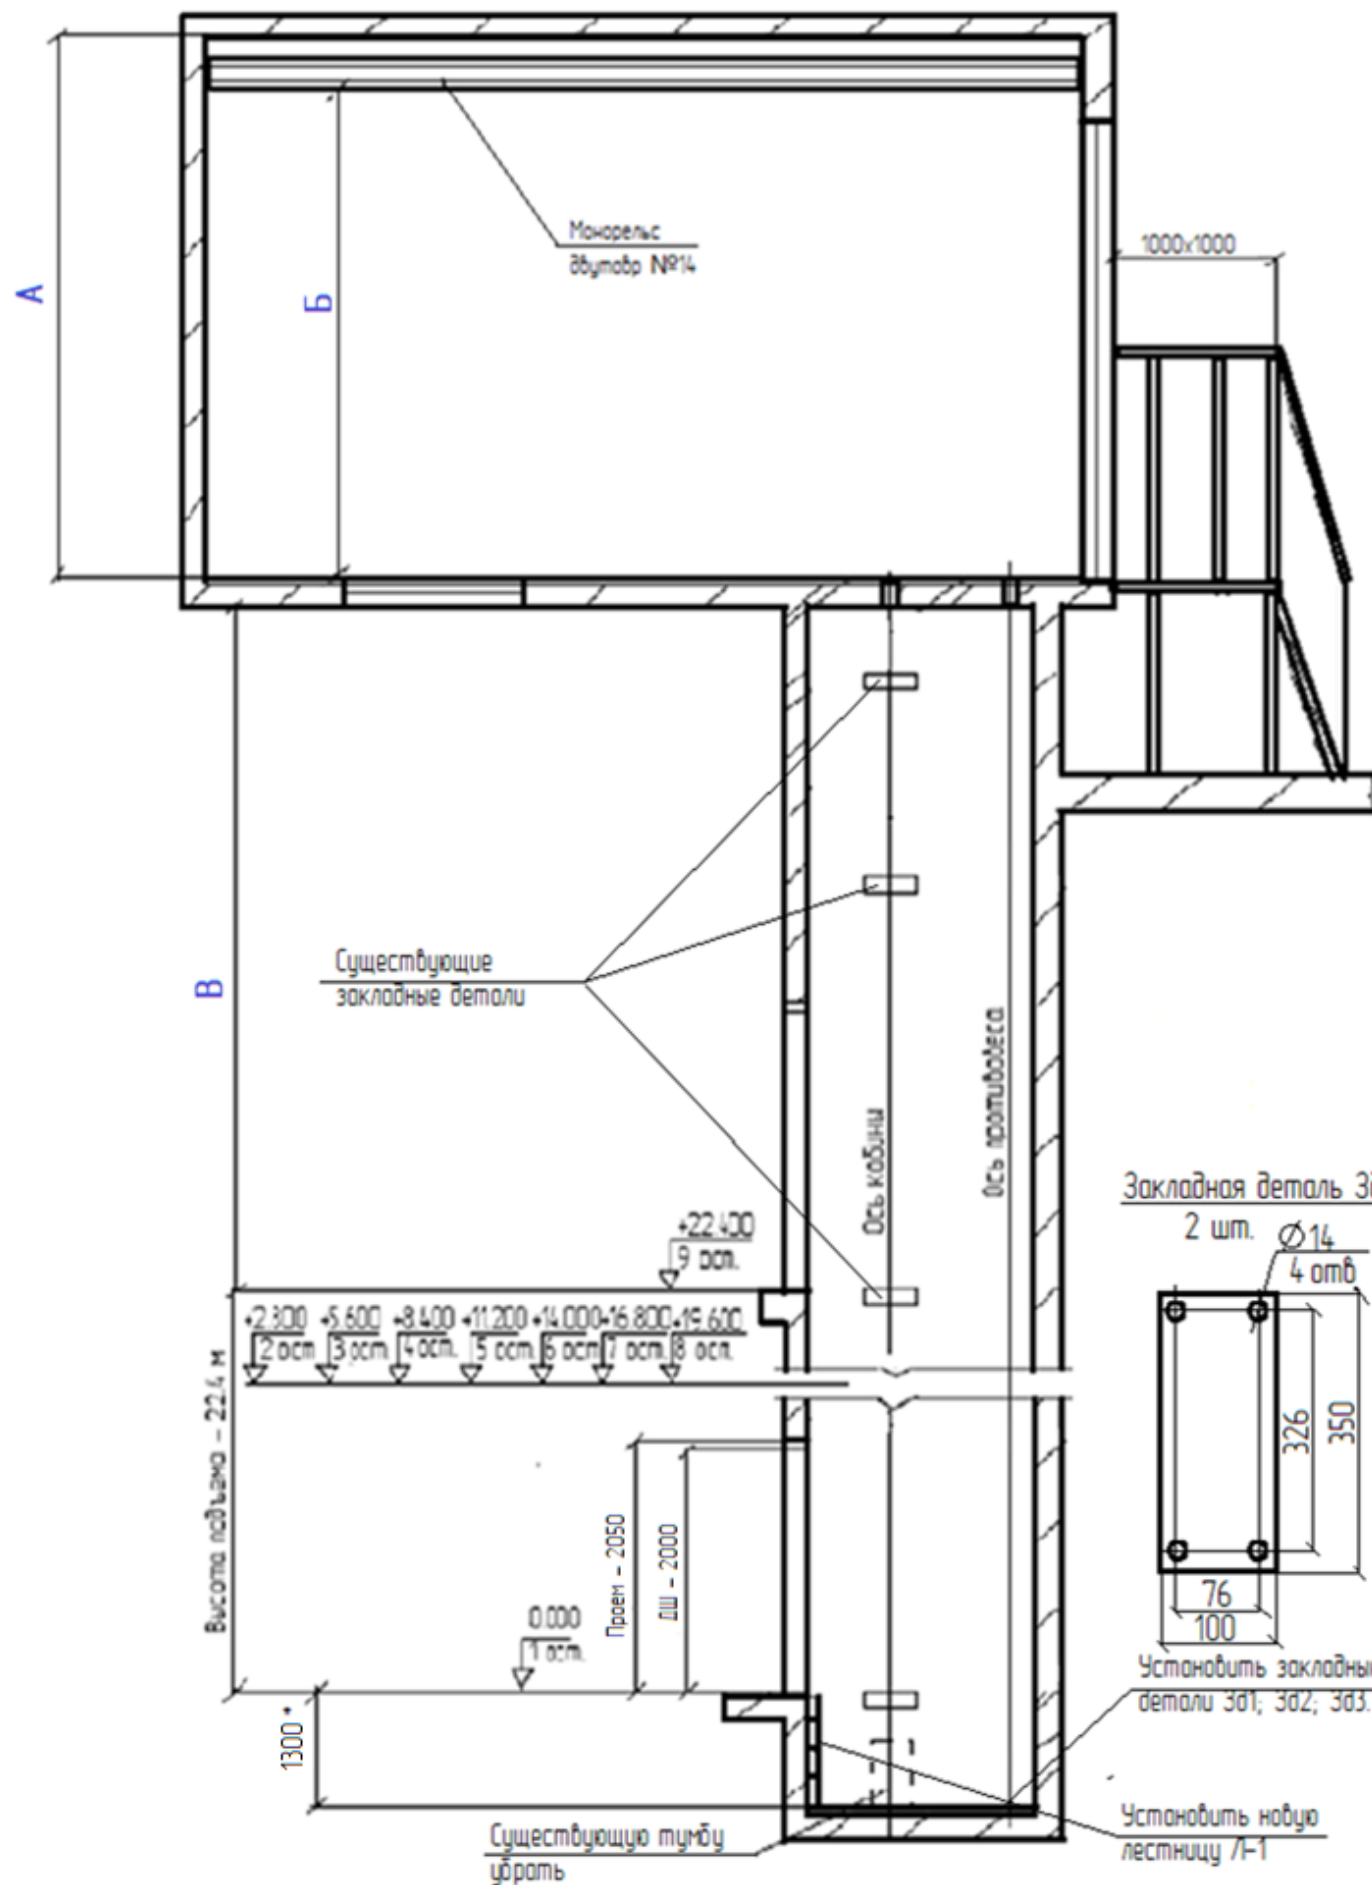 А
Б
Монорельс
двутавр №14
1000х1000
В
Существующие
закладные детали
Ось кабины
Ось противовеса
+22.400
9 ост.
+2.800 +5.600 +8.400 +11.200 +14.000 +16.800 +19.600
2 ост 3 ост 4 ост. 5 ост. 6 ост 7 ост. 8 ост.
Высота подъема - 22.4 м
Проем - 2050
ДШ - 2000
0.000
1 ост.
1300 *
Закладная деталь
2 шт.
Ø 14
4 отв
326
350
76
100
Установить закладные
детали Зд1; Зд2; Зд3.
Установить новую
лестницу Л-1
Существующую тумбу
убрать